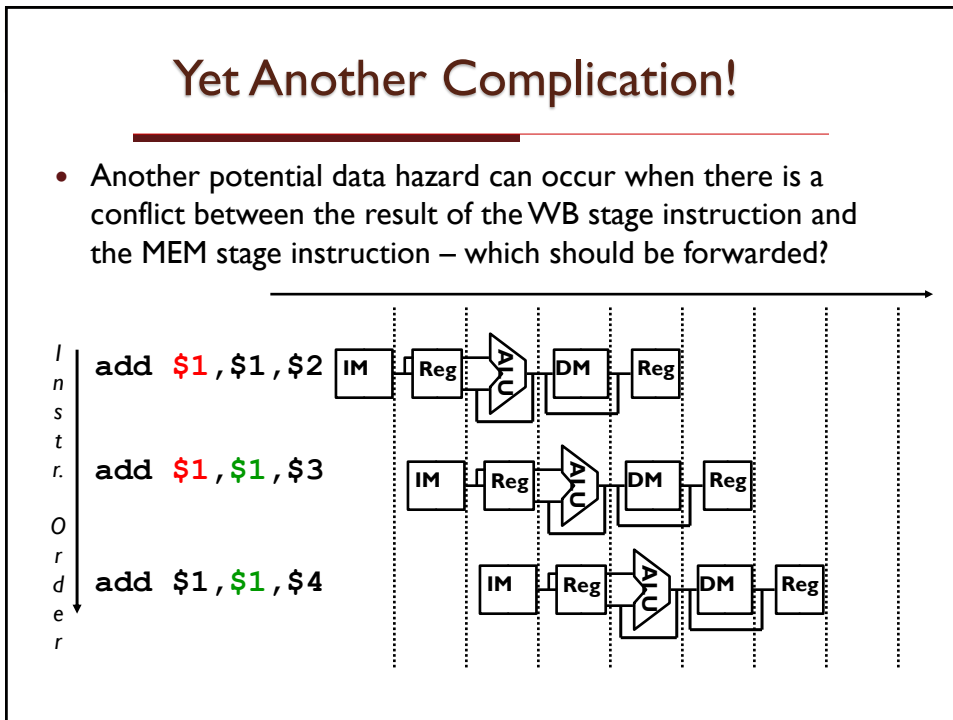 Yet Another Complication!
• Another potential data hazard can occur when there is a
conflict between the result of the WB stage instruction and
the MEM stage instruction – which should be forwarded?
Instr. Order
add $1,$1,$2
IM Reg ALU DM Reg
add $1,$1,$3
IM Reg ALU DM Reg
add $1,$1,$4
IM Reg ALU DM Reg